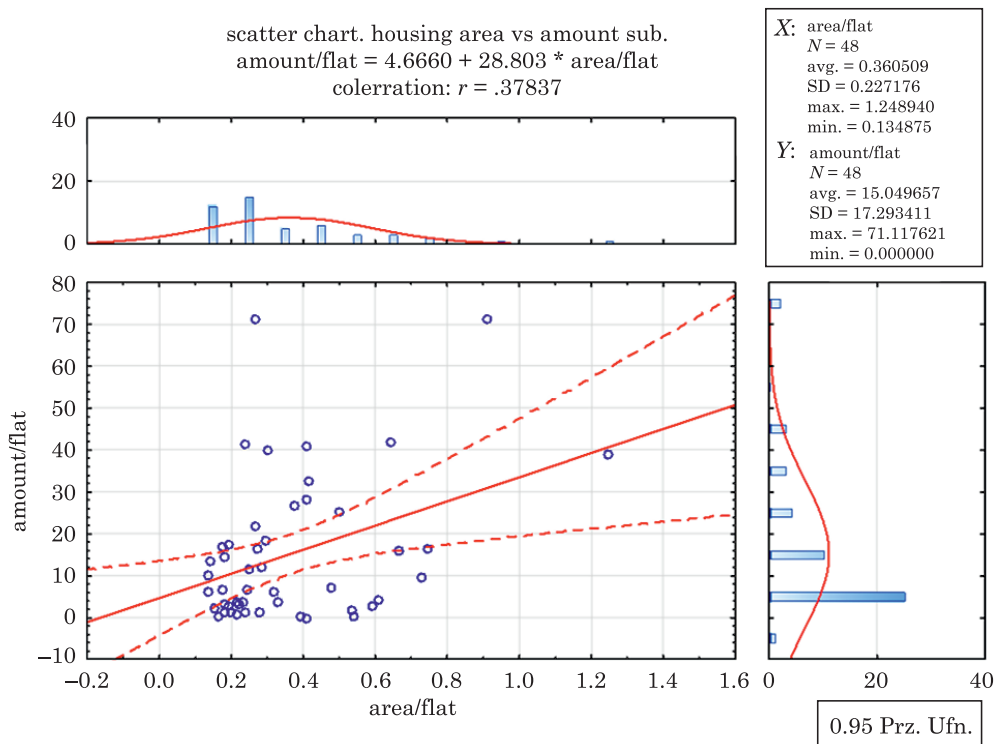 scatter chart. housing area vs amount sub.
amount/flat = 4.6660 + 28.803 * area/flat
colerration: r = .37837
X: area/flat
N = 48
avg. = 0.360509
SD = 0.227176
max. = 1.248940
min. = 0.134875
Y: amount/flat
N = 48
avg. = 15.049657
SD = 17.293411
max. = 71.117621
min. = 0.000000
40
20
0
80
70
60
50
40
30
20
10
0
−10
amount/flat
−0.2 0.0 0.2 0.4 0.6 0.8 1.0 1.2 1.4 1.6
area/flat
0 20 40
0.95 Prz. Ufn.